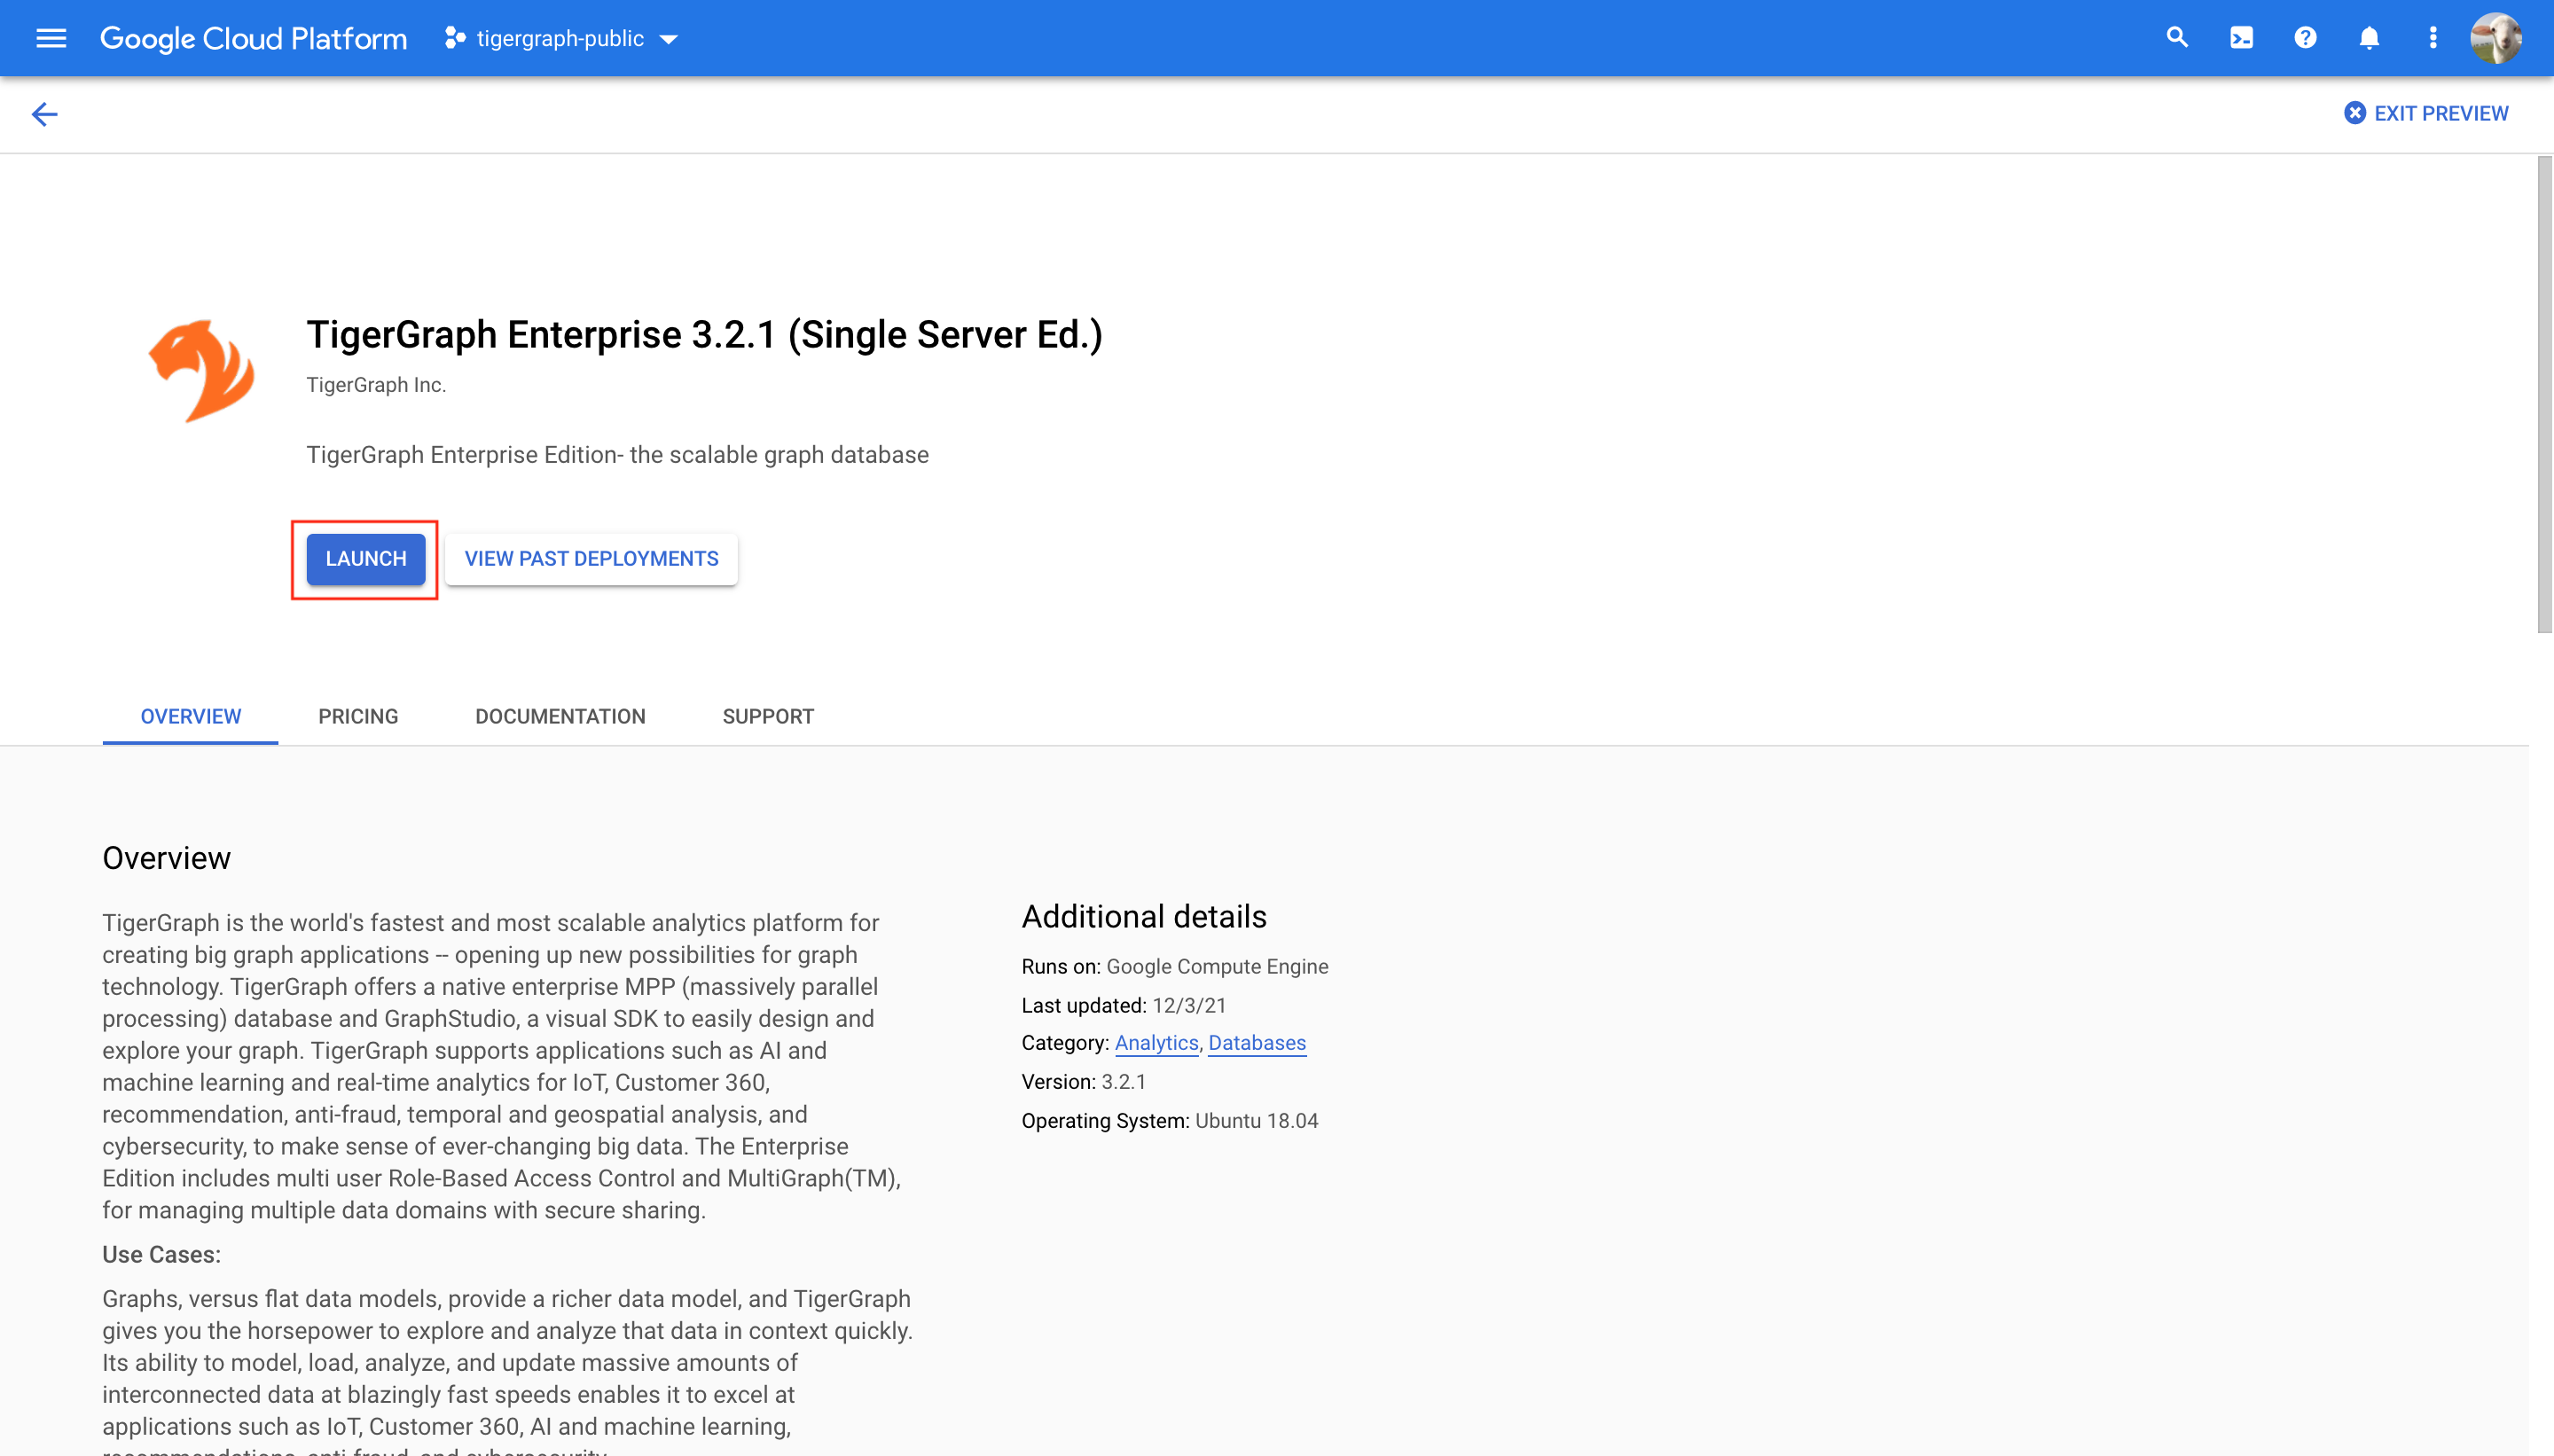 Google Cloud Platform
tigergraph-public
EXIT PREVIEW
TigerGraph Enterprise 3.2.1 (Single Server Ed.)
TigerGraph Inc.
TigerGraph Enterprise Edition- the scalable graph database
LAUNCH
VIEW PAST DEPLOYMENTS
OVERVIEW
PRICING
DOCUMENTATION
SUPPORT
Overview
TigerGraph is the world's fastest and most scalable analytics platform for
creating big graph applications -- opening up new possibilities for graph
technology. TigerGraph offers a native enterprise MPP (massively parallel
processing) database and GraphStudio, a visual SDK to easily design and
explore your graph. TigerGraph supports applications such as AI and
machine learning and real-time analytics for IoT, Customer 360,
recommendation, anti-fraud, temporal and geospatial analysis, and
cybersecurity, to make sense of ever-changing big data. The Enterprise
Edition includes multi user Role-Based Access Control and MultiGraph(TM),
for managing multiple data domains with secure sharing.
Use Cases:
Graphs, versus flat data models, provide a richer data model, and TigerGraph
gives you the horsepower to explore and analyze that data in context quickly.
Its ability to model, load, analyze, and update massive amounts of
interconnected data at blazingly fast speeds enables it to excel at
applications such as IoT, Customer 360, AI and machine learning,
recommendations, anti-fraud, and cybersecurity.
Additional details
Runs on: Google Compute Engine
Last updated: 12/3/21
Category: Analytics, Databases
Version: 3.2.1
Operating System: Ubuntu 18.04